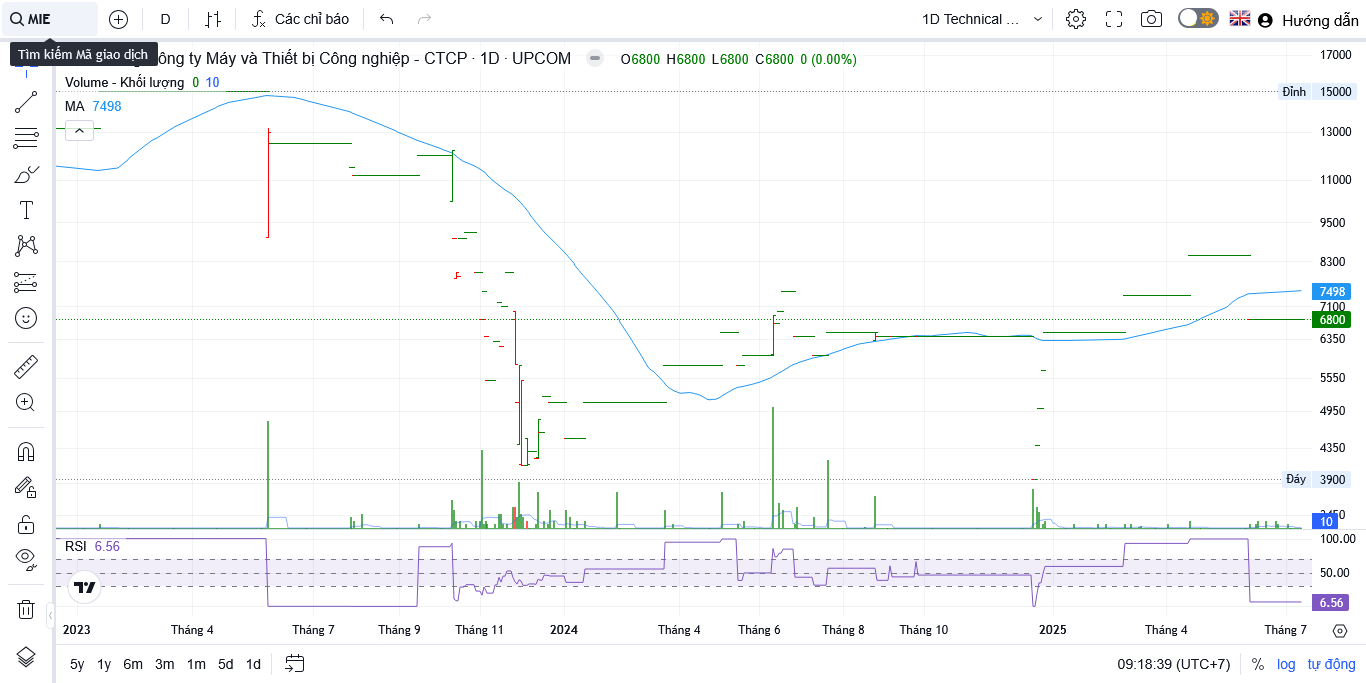 MIE D Các chỉ báo 1D Technical ... Hướng dẫn
Tìm kiếm Mã giao dịch
ông ty Máy và Thiết bị Công nghiệp - CTCP · 1D · UPCOM O6800 H6800 L6800 C6800 0 (0.00%)
Volume - Khối lượng 0 10
MA 7498
17000
Đỉnh 15000
13000
11000
9500
8300
7498
7100
6800
6350
5550
4950
4350
Đáy 3900
3450
10
RSI 6.56
100.00
50.00
6.56
2023 Tháng 4 Tháng 7 Tháng 9 Tháng 11 2024 Tháng 4 Tháng 6 Tháng 8 Tháng 10 2025 Tháng 4 Tháng 7
5y 1y 6m 3m 1m 5d 1d 09:18:39 (UTC+7) % log tự động